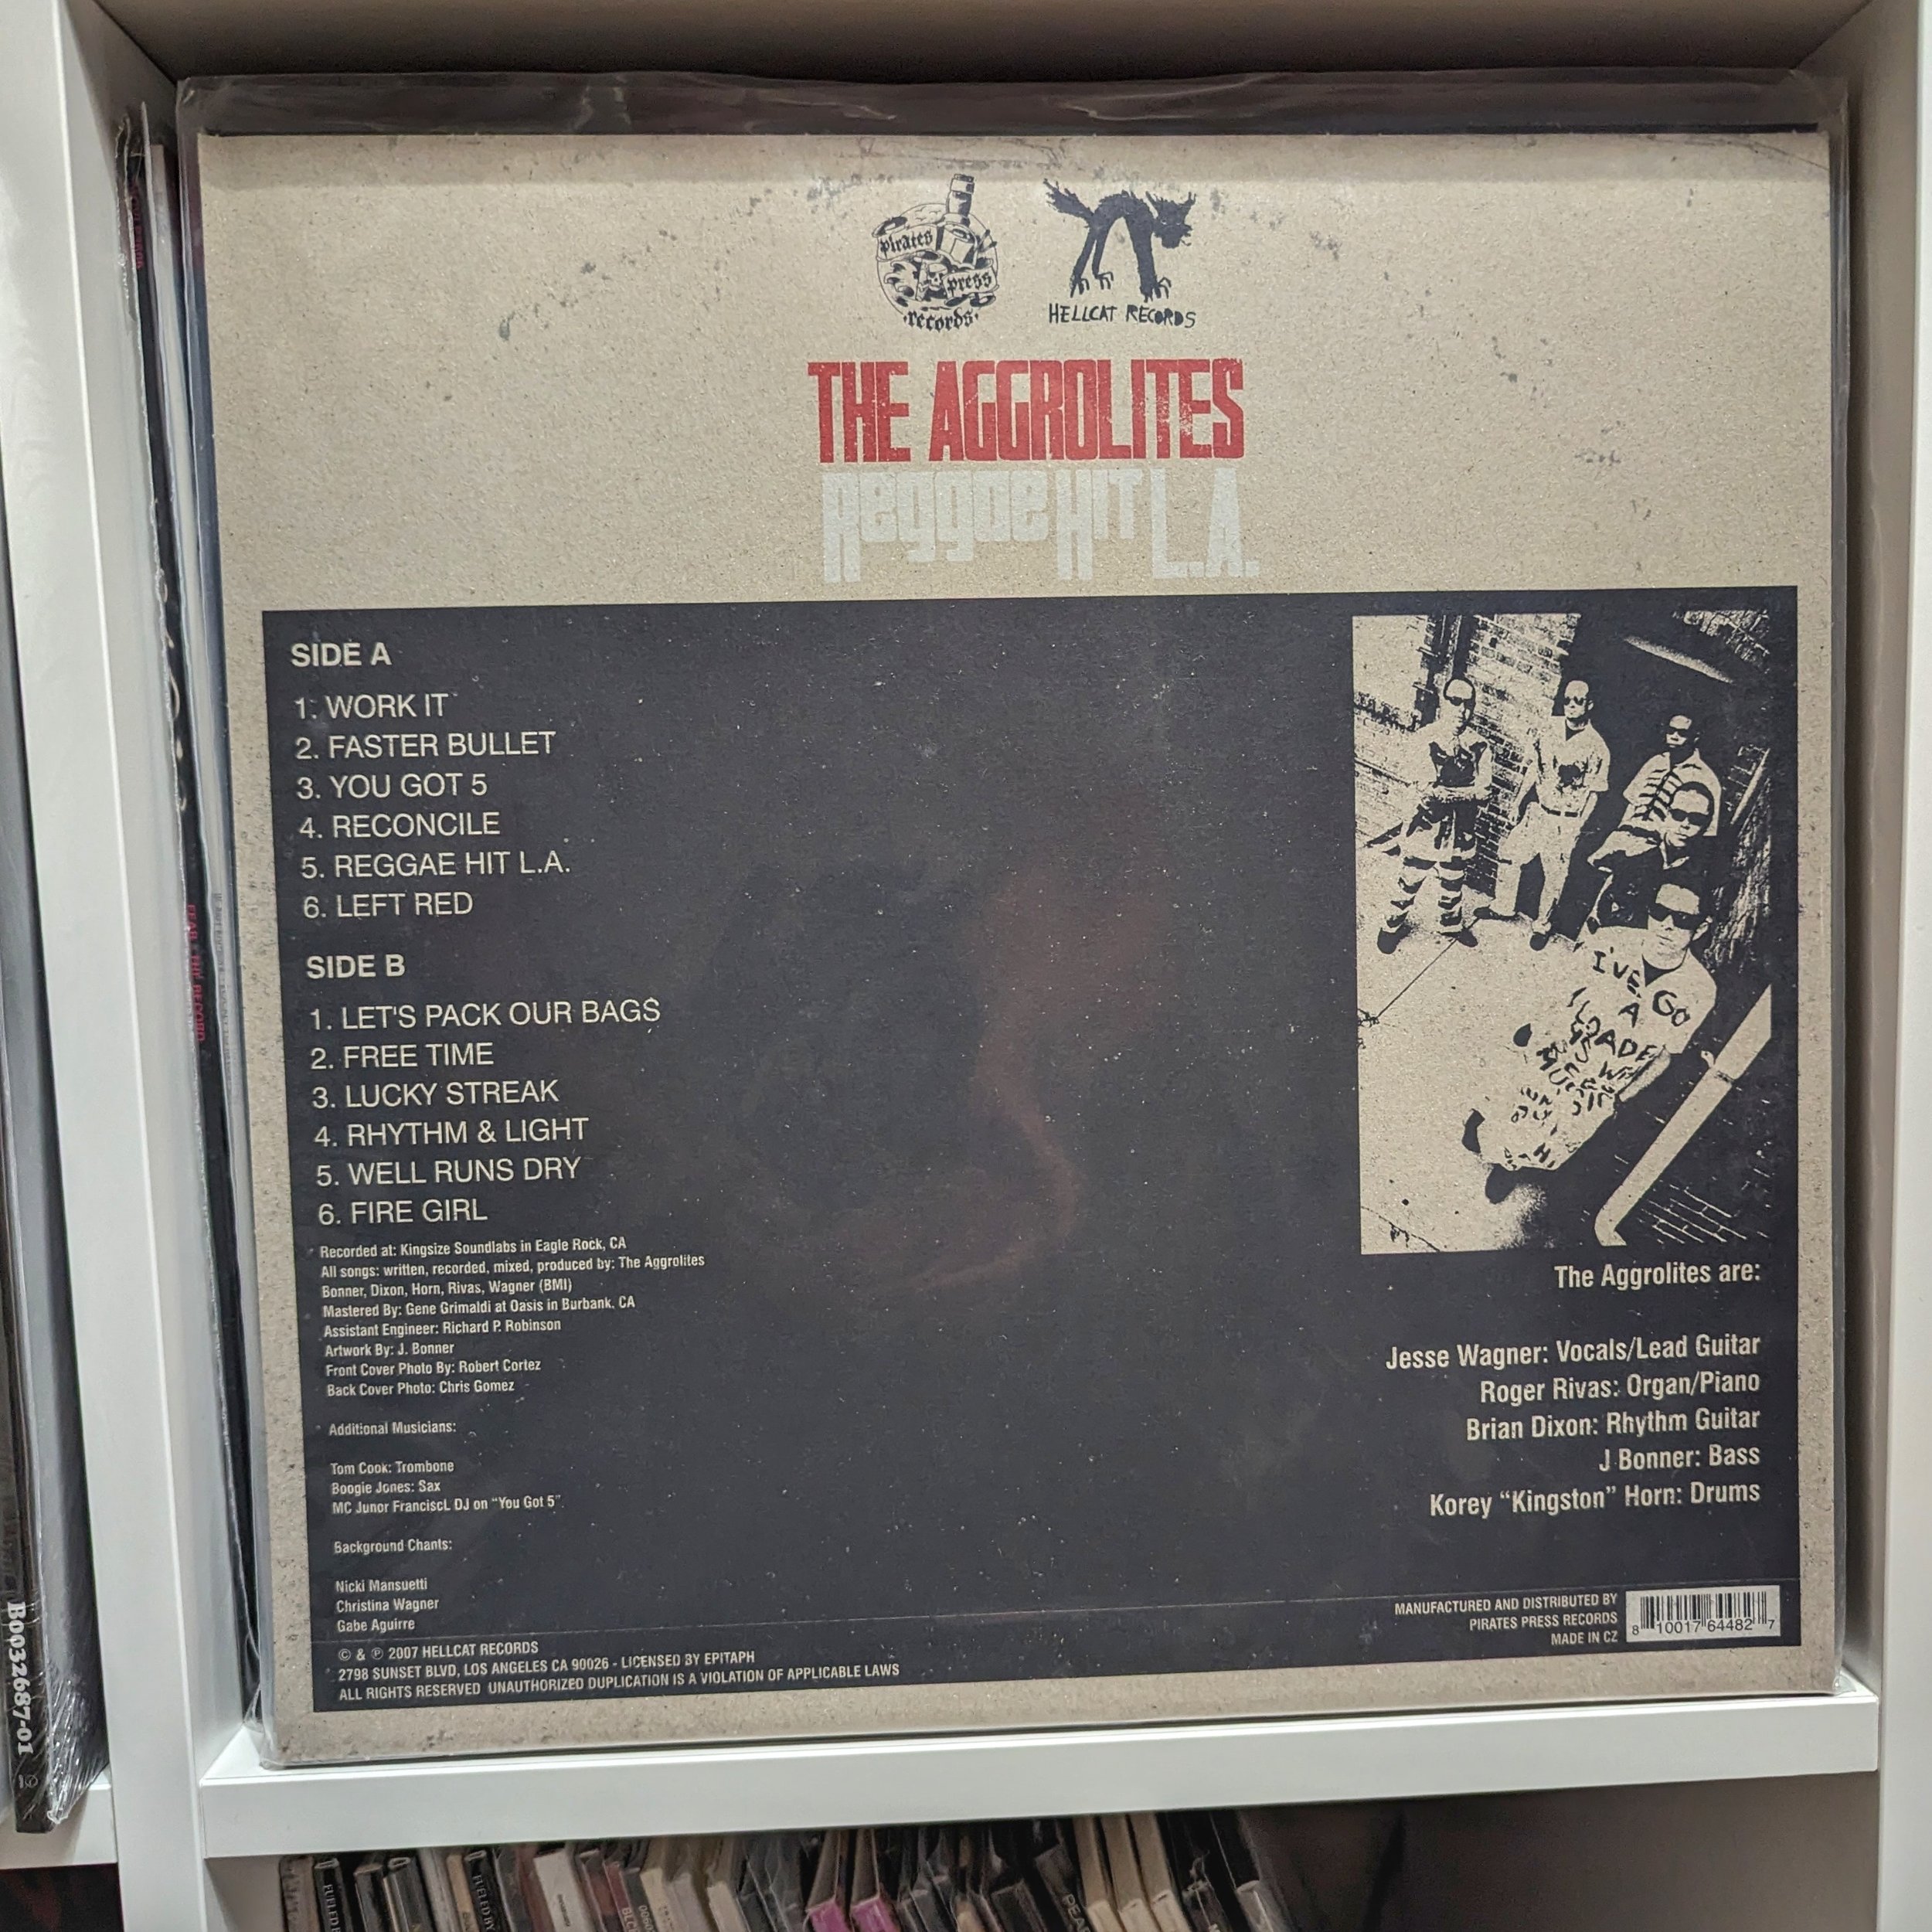 pirates
press
records
HELLCAT RECORDS
THE AGGROLITES
Reggae Hit L.A.
SIDE A
1. WORK IT
2. FASTER BULLET
3. YOU GOT 5
4. RECONCILE
5. REGGAE HIT L.A.
6. LEFT RED
SIDE B
1. LET'S PACK OUR BAGS
2. FREE TIME
3. LUCKY STREAK
4. RHYTHM & LIGHT
5. WELL RUNS DRY
6. FIRE GIRL
Recorded at: Kingsize Soundlabs in Eagle Rock, CA
All songs: written, recorded, mixed, produced by: The Aggrolites
Bonner, Dixon, Horn, Rivas, Wagner (BMI)
Mastered By: Gene Grimaldi at Oasis in Burbank, CA
Assistant Engineer: Richard P. Robinson
Artwork By: J. Bonner
Front Cover Photo By: Robert Cortez
Back Cover Photo: Chris Gomez
Additional Musicians:
Tom Cook: Trombone
Boogie Jones: Sax
MC Junor FranciscL DJ on “You Got 5”
Background Chants:
Nicki Mansuetti
Christina Wagner
Gabe Aguirre
© & ℗ 2007 HELLCAT RECORDS
2798 SUNSET BLVD, LOS ANGELES CA 90026 - LICENSED BY EPITAPH
ALL RIGHTS RESERVED UNAUTHORIZED DUPLICATION IS A VIOLATION OF APPLICABLE LAWS
I'VE GO
A
The Aggrolites are:
Jesse Wagner: Vocals/Lead Guitar
Roger Rivas: Organ/Piano
Brian Dixon: Rhythm Guitar
J Bonner: Bass
Korey “Kingston” Horn: Drums
MANUFACTURED AND DISTRIBUTED BY
PIRATES PRESS RECORDS
MADE IN CZ
8 10017 64482 7
B0032687-01